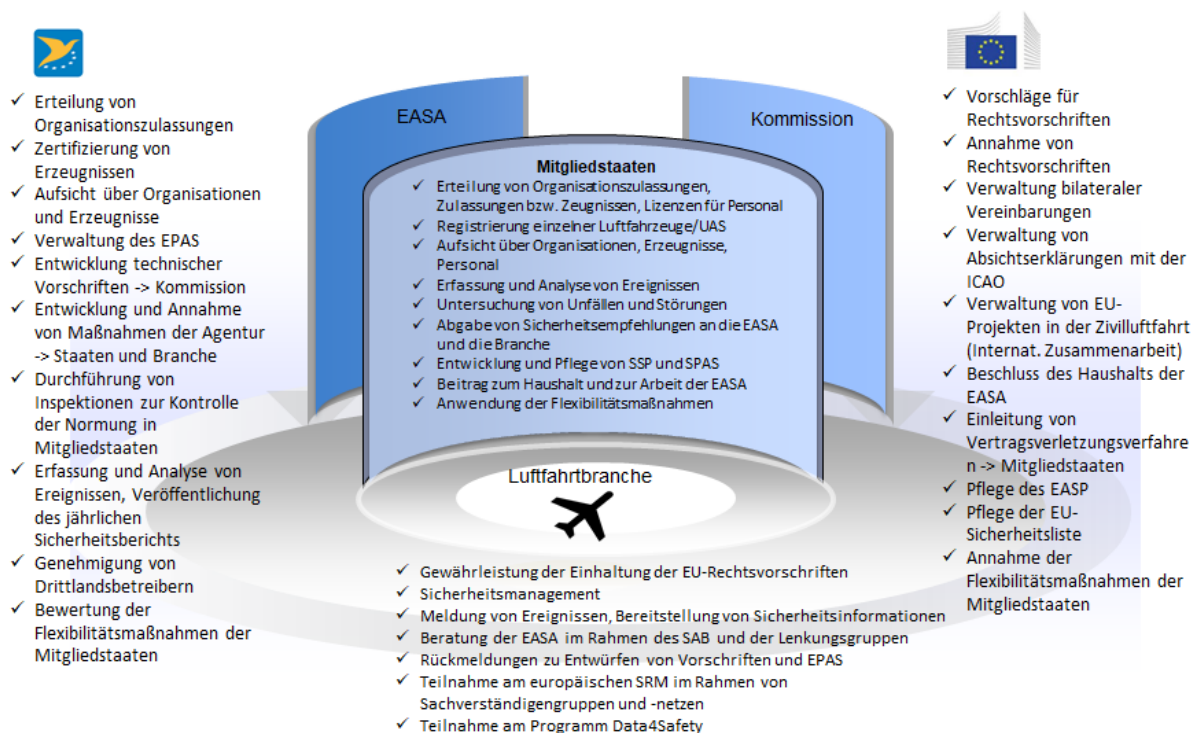 ✓ Erteilung von
Organisationszulassungen
✓ Zertifizierung von
Erzeugnissen
✓ Aufsicht über Organisationen
und Erzeugnisse
✓ Verwaltung des EPAS
✓ Entwicklung technischer
Vorschriften -> Kommission
✓ Entwicklung und Annahme
von Maßnahmen der Agentur
-> Staaten und Branche
✓ Durchführung von
Inspektionen zur Kontrolle
der Normung in
Mitgliedstaaten
✓ Erfassung und Analyse von
Ereignissen, Veröffentlichung
des jährlichen
Sicherheitsberichts
✓ Genehmigung von
Drittlandsbetreibern
✓ Bewertung der
Flexibilitätsmaßnahmen der
Mitgliedstaaten
EASA
Kommission
Mitgliedstaaten
✓ Erteilung von Organisationszulassungen,
Zulassungen bzw. Zeugnissen, Lizenzen für Personal
✓ Registrierung einzelner Luftfahrzeuge/UAS
✓ Aufsicht über Organisationen, Erzeugnisse,
Personal
✓ Erfassung und Analyse von Ereignissen
✓ Untersuchung von Unfällen und Störungen
✓ Abgabe von Sicherheitsempfehlungen an die EASA
und die Branche
✓ Entwicklung und Pflege von SSP und SPAS
✓ Beitrag zum Haushalt und zur Arbeit der EASA
✓ Anwendung der Flexibilitätsmaßnahmen
Luftfahrtbranche
✓ Gewährleistung der Einhaltung der EU-Rechtsvorschriften
✓ Sicherheitsmanagement
✓ Meldung von Ereignissen, Bereitstellung von Sicherheitsinformationen
✓ Beratung der EASA im Rahmen des SAB und der Lenkungsgruppen
✓ Rückmeldungen zu Entwürfen von Vorschriften und EPAS
✓ Teilnahme am europäischen SRM im Rahmen von
Sachverständigengruppen und -netzen
✓ Teilnahme am Programm Data4Safety
✓ Vorschläge für
Rechtsvorschriften
✓ Annahme von
Rechtsvorschriften
✓ Verwaltung bilateraler
Vereinbarungen
✓ Verwaltung von
Absichtserklärungen mit der
ICAO
✓ Verwaltung von EU-
Projekten in der Zivilluftfahrt
(Internat. Zusammenarbeit)
✓ Beschluss des Haushalts der
EASA
✓ Einleitung von
Vertragsverletzungsverfahre
n -> Mitgliedstaaten
✓ Pflege des EASP
✓ Pflege der EU-
Sicherheitsliste
✓ Annahme der
Flexibilitätsmaßnahmen der
Mitgliedstaaten